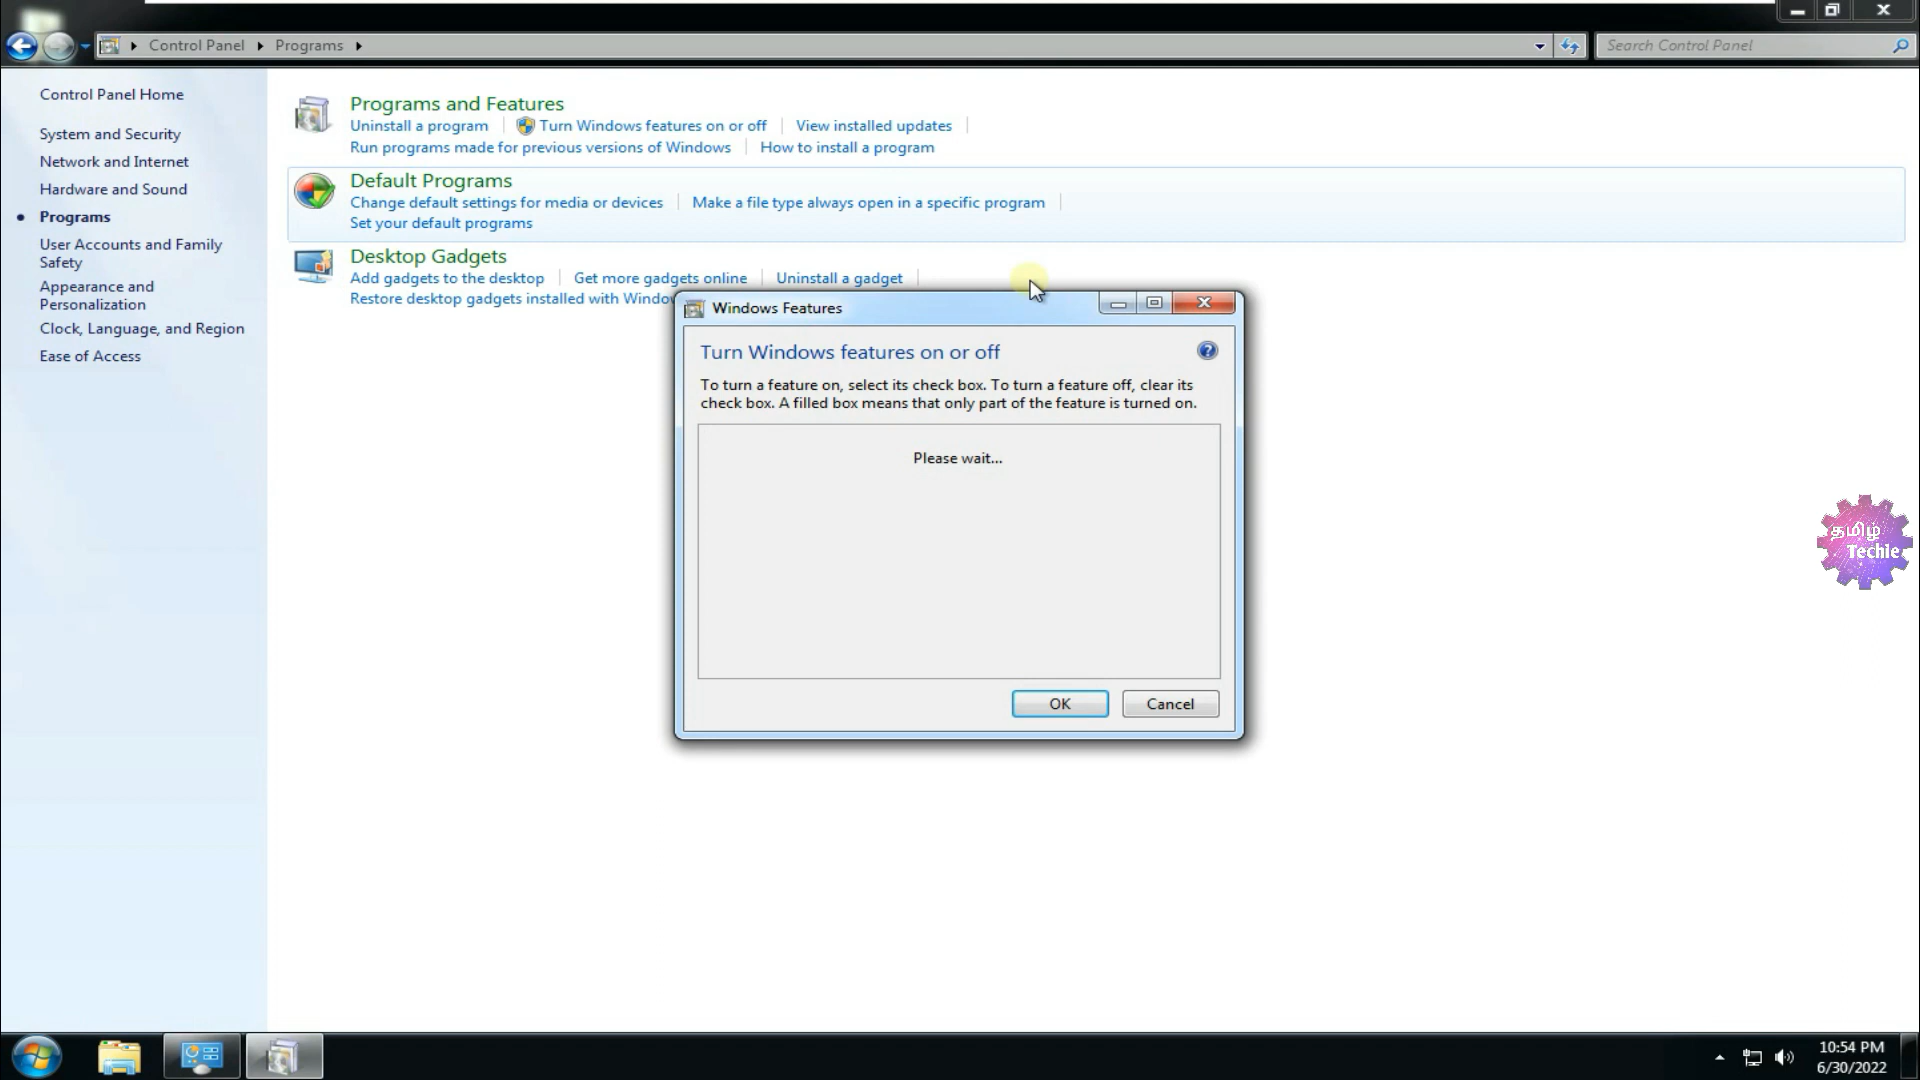 Control Panel
Programs
Search Control Panel
Control Panel Home
System and Security
Network and Internet
Hardware and Sound
Programs
User Accounts and Family
Safety
Appearance and
Personalization
Clock, Language, and Region
Ease of Access
Programs and Features
Uninstall a program
Turn Windows features on or off
View installed updates
Run programs made for previous versions of Windows
How to install a program
Default Programs
Change default settings for media or devices
Make a file type always open in a specific program
Set your default programs
Desktop Gadgets
Add gadgets to the desktop
Get more gadgets online
Uninstall a gadget
Restore desktop gadgets installed with
Windows Features
Turn Windows features on or off
To turn a feature on, select its check box. To turn a feature off, clear its
check box. A filled box means that only part of the feature is turned on.
Please wait...
OK
Cancel
தமிழ்
Techie
10:54 PM
6/30/2022